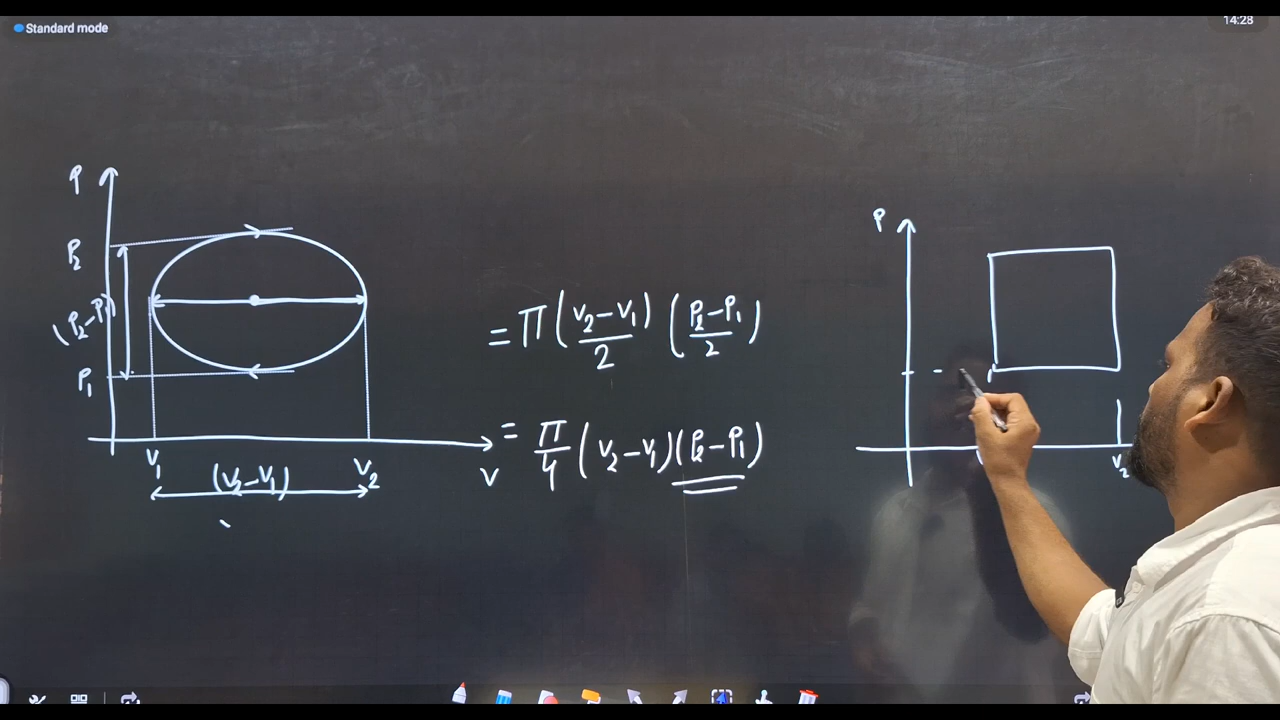 Standard mode
14:28
P
P₂
(P₂-P₁)
P₁
V₁
V₂
(V₂-V₁)
V
= π (V₂-V₁)/2 (P₂-P₁)/2
= π/4 (V₂-V₁)(P₂-P₁)
P
V₂